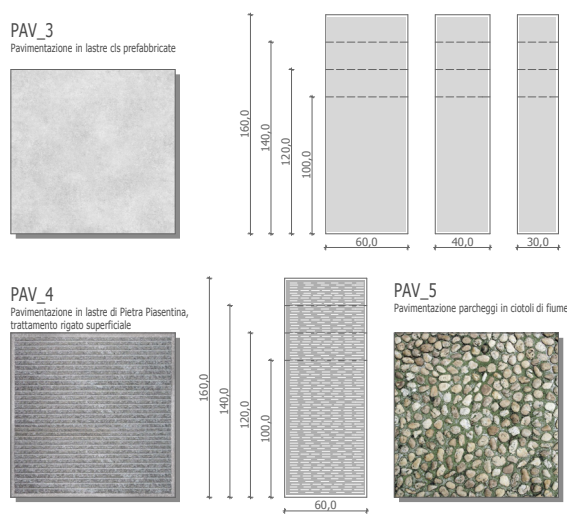 PAV_3
Pavimentazione in lastre cls prefabbricate
160,0
140,0
120,0
100,0
60,0
40,0
30,0
PAV_4
Pavimentazione in lastre di Pietra Piasentina,
trattamento rigato superficiale
160,0
140,0
120,0
100,0
60,0
PAV_5
Pavimentazione parcheggi in ciotoli di fiume